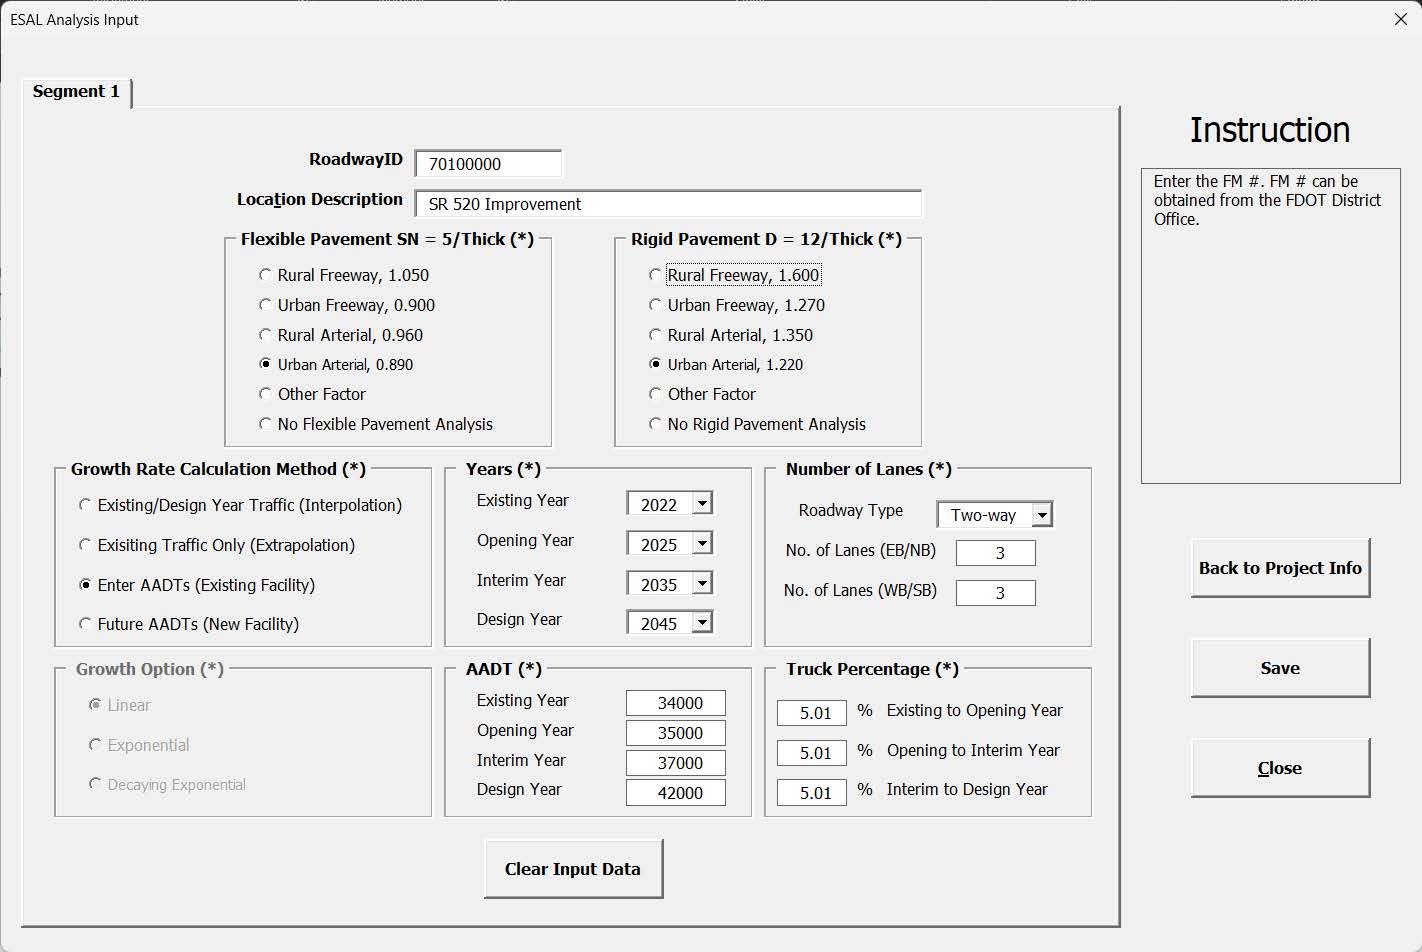 ESAL Analysis Input
Segment 1
RoadwayID 70100000
Location Description SR 520 Improvement
Flexible Pavement SN = 5/Thick (*)
Rural Freeway, 1.050
Urban Freeway, 0.900
Rural Arterial, 0.960
Urban Arterial, 0.890
Other Factor
No Flexible Pavement Analysis
Rigid Pavement D = 12/Thick (*)
Rural Freeway, 1.600
Urban Freeway, 1.270
Rural Arterial, 1.350
Urban Arterial, 1.220
Other Factor
No Rigid Pavement Analysis
Growth Rate Calculation Method (*)
Existing/Design Year Traffic (Interpolation)
Exisiting Traffic Only (Extrapolation)
Enter AADTs (Existing Facility)
Future AADTs (New Facility)
Years (*)
Existing Year 2022
Opening Year 2025
Interim Year 2035
Design Year 2045
Number of Lanes (*)
Roadway Type Two-way
No. of Lanes (EB/NB) 3
No. of Lanes (WB/SB) 3
Growth Option (*)
Linear
Exponential
Decaying Exponential
AADT (*)
Existing Year 34000
Opening Year 35000
Interim Year 37000
Design Year 42000
Truck Percentage (*)
5.01 % Existing to Opening Year
5.01 % Opening to Interim Year
5.01 % Interim to Design Year
Clear Input Data
Instruction
Enter the FM #. FM # can be
obtained from the FDOT District
Office.
Back to Project Info
Save
Close